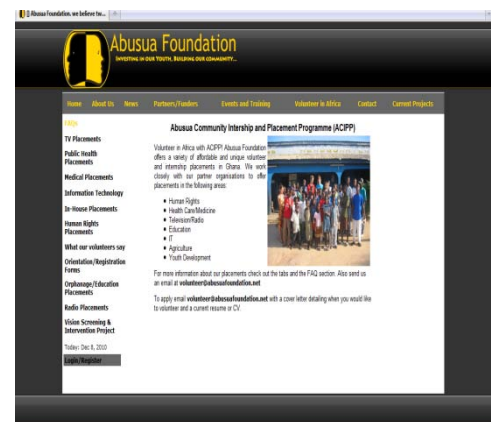 Abusua Foundation, we believe tw...
Abusua Foundation
INVESTING IN OUR YOUTH, BUILDING OUR COMMUNITY...
Home About Us News Partners/Funders Events and Training Volunteer in Africa Contact Current Projects
FAQs
TV Placements
Public Health
Placements
Medical Placements
Information Technology
In-House Placements
Human Rights
Placements
What our volunteers say
Orientation/Registration
Forms
Orphanage/Education
Placements
Radio Placements
Vision Screening &
Intervention Project
Today: Dec 8, 2010
Login/Register
Abusua Community Intership and Placement Programme (ACIPP)
Volunteer in Africa with ACIPP! Abusua Foundation
offers a variety of affordable and unique volunteer
and internship placements in Ghana. We work
closely with our partner organisations to offer
placements in the following areas:
• Human Rights
• Health Care/Medicine
• Television/Radio
• Education
• IT
• Agriculture
• Youth Development
For more information about our placements check out the tabs and the FAQ section. Also send us
an email at volunteer@abusuafoundation.net
To apply email volunteer@abusuafoundation.net with a cover letter detailing when you would like
to volunteer and a current resume or CV.